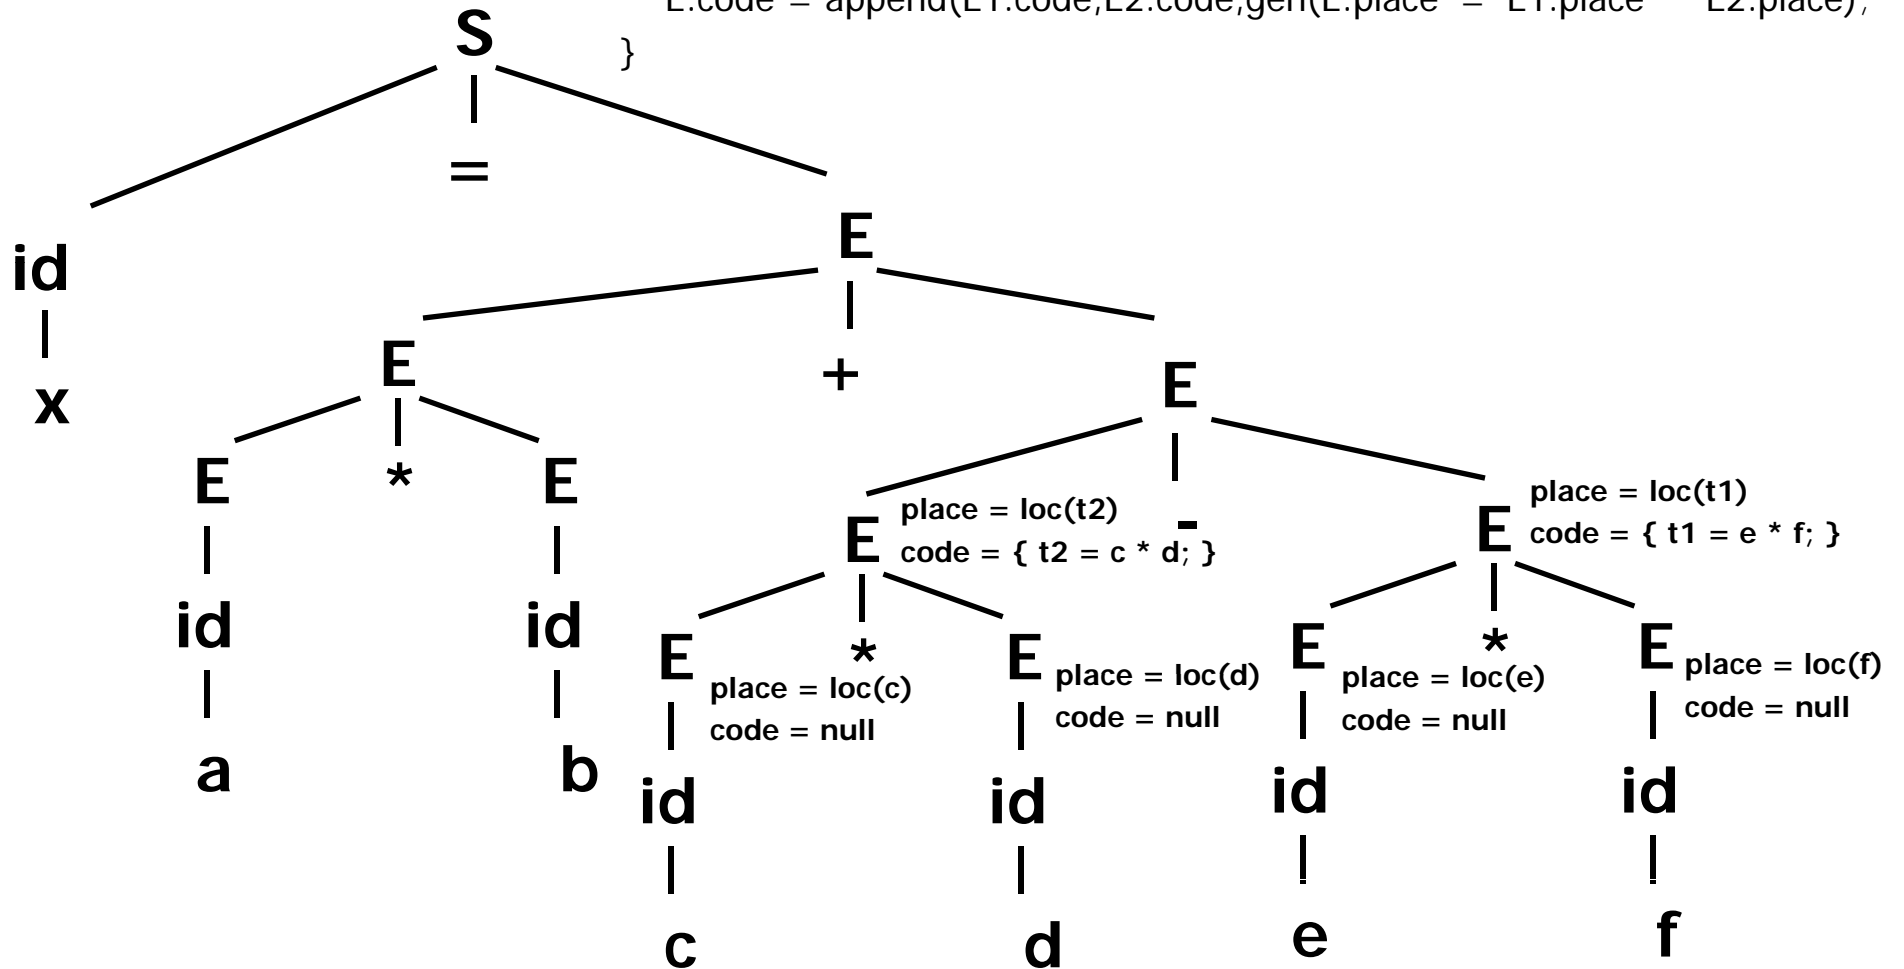 E.code = append(E1.code,E2.code,gen(E.place = E1.place - E2.place);
S
}
=
E
id
E
+
E
x
E * E
place = loc(t2)
code = { t2 = c * d; }
E
-
place = loc(t1)
code = { t1 = e * f; }
E
id
id
E * E
place = loc(c)
code = null
place = loc(d)
code = null
E * E
place = loc(e)
code = null
place = loc(f)
code = null
a
b
id
id
id
id
c
d
e
f